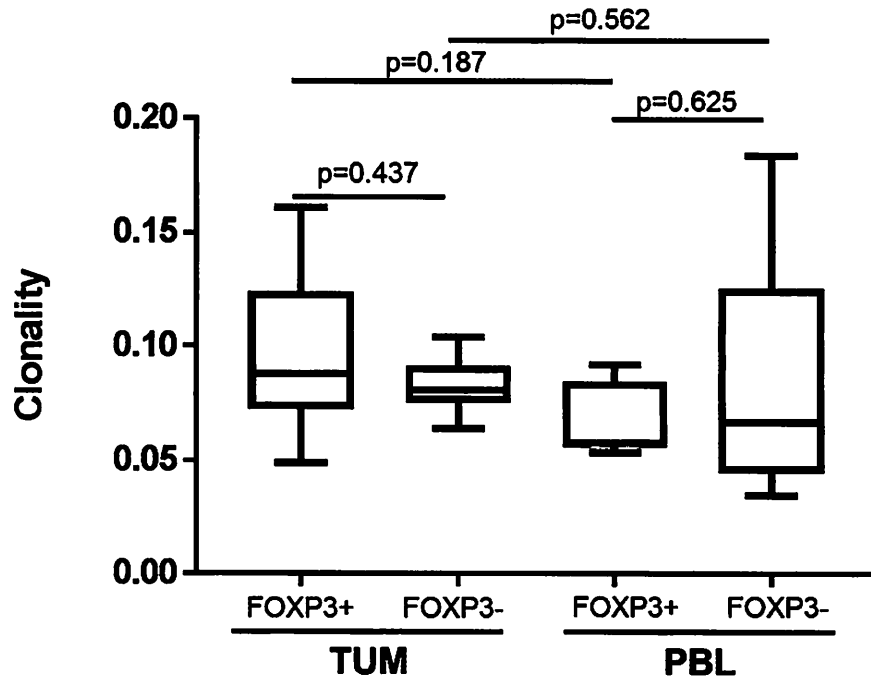 p=0.562
p=0.187
p=0.625
p=0.437
Clonality
0.20
0.15
0.10
0.05
0.00
FOXP3+ FOXP3- FOXP3+ FOXP3-
TUM PBL